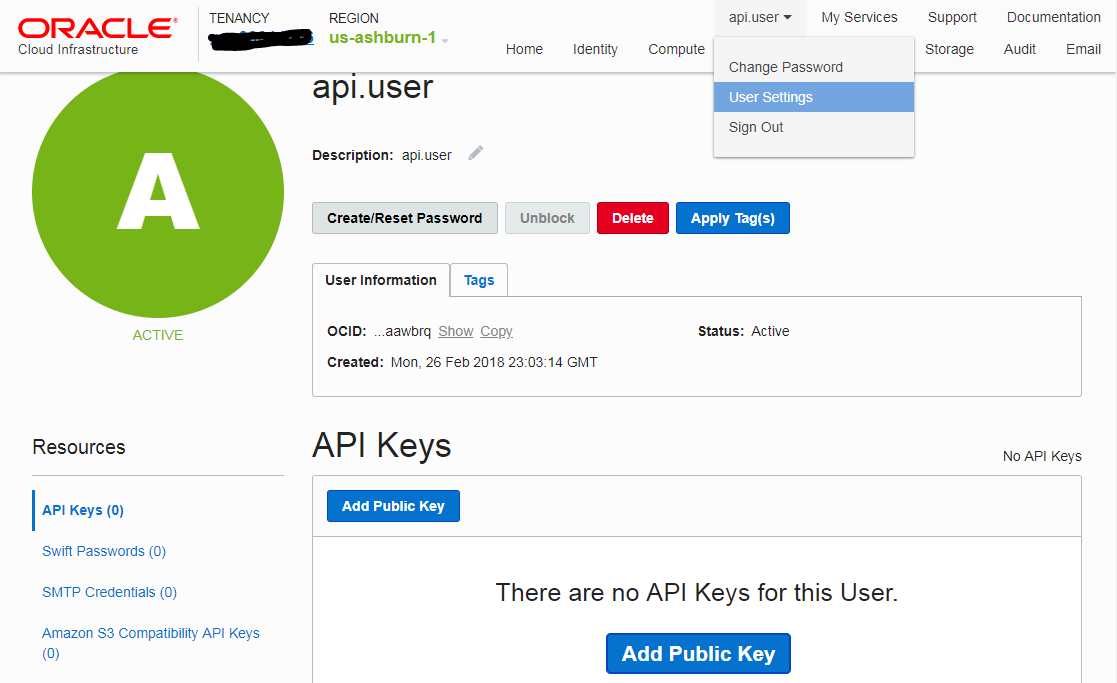 ORACLE®
Cloud Infrastructure
TENANCY
REGION
us-ashburn-1
api.user
My Services
Support
Documentation
Home
Identity
Compute
Storage
Audit
Email
Change Password
User Settings
Sign Out
A
ACTIVE
api.user
Description: api.user
Create/Reset Password
Unblock
Delete
Apply Tag(s)
User Information
Tags
OCID: ...aawbrq Show Copy
Status: Active
Created: Mon, 26 Feb 2018 23:03:14 GMT
Resources
API Keys (0)
Swift Passwords (0)
SMTP Credentials (0)
Amazon S3 Compatibility API Keys
(0)
API Keys
No API Keys
Add Public Key
There are no API Keys for this User.
Add Public Key